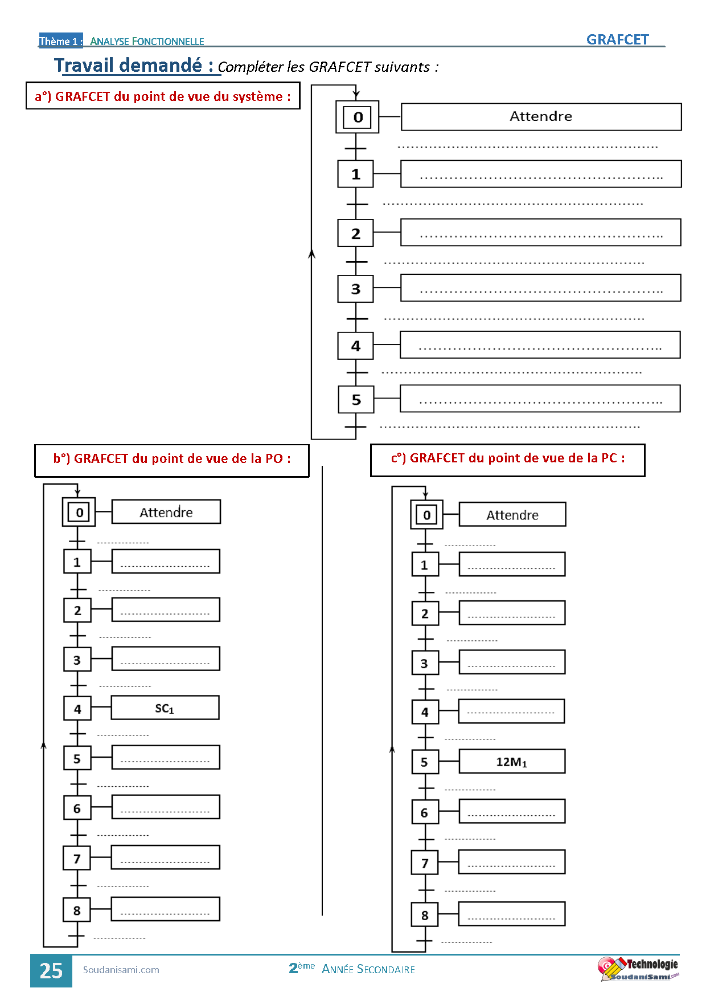 Thème 1 : ANALYSE FONCTIONNELLE
GRAFCET
Travail demandé : Compléter les GRAFCET suivants :
a°) GRAFCET du point de vue du système :
0 Attendre
............................................................
1 ..................................................
............................................................
2 ..................................................
............................................................
3 ..................................................
............................................................
4 ..................................................
............................................................
5 ..................................................
............................................................
b°) GRAFCET du point de vue de la PO :
0 Attendre
...............
1 ........................
...............
2 ........................
...............
3 ........................
...............
4 SC₁
...............
5 ........................
...............
6 ........................
...............
7 ........................
...............
8 ........................
...............
c°) GRAFCET du point de vue de la PC :
0 Attendre
...............
1 ........................
...............
2 ........................
...............
3 ........................
...............
4 ........................
...............
5 12M₁
...............
6 ........................
...............
7 ........................
...............
8 ........................
...............
25 Soudanisami.com
2ème ANNÉE SECONDAIRE
Technologie
SoudaniSami.com